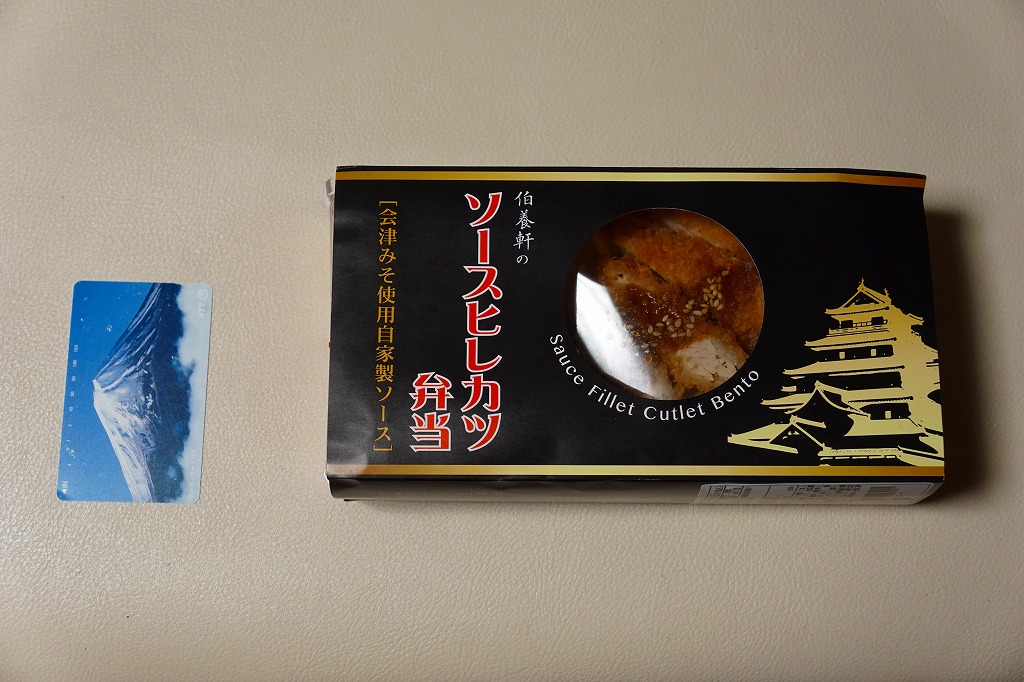 伯養軒の
ソースヒレカツ
弁当
[会津みそ使用自家製ソース]
Sauce Fillet Cutlet Bento